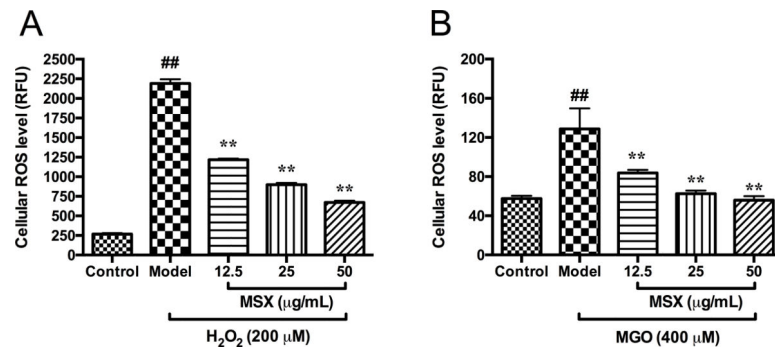 A
Cellular ROS level (RFU)
2500
2250
2000
1750
1500
1250
1000
750
500
250
0
##
**
**
**
Control Model 12.5 25 50
MSX (μg/mL)
H₂O₂ (200 μM)
B
Cellular ROS level (RFU)
200
160
120
80
40
0
##
**
**
**
Control Model 12.5 25 50
MSX (μg/mL)
MGO (400 μM)